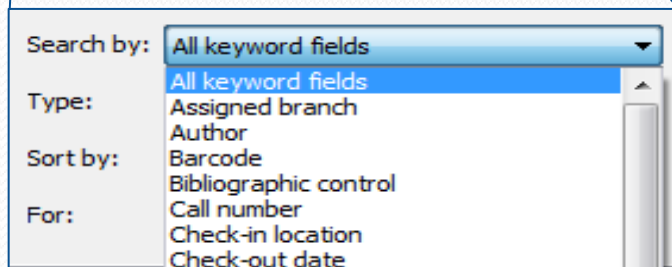 Search by: All keyword fields
All keyword fields
Type: Assigned branch
Author
Sort by: Barcode
Bibliographic control
For: Call number
Check-in location
Check-out date